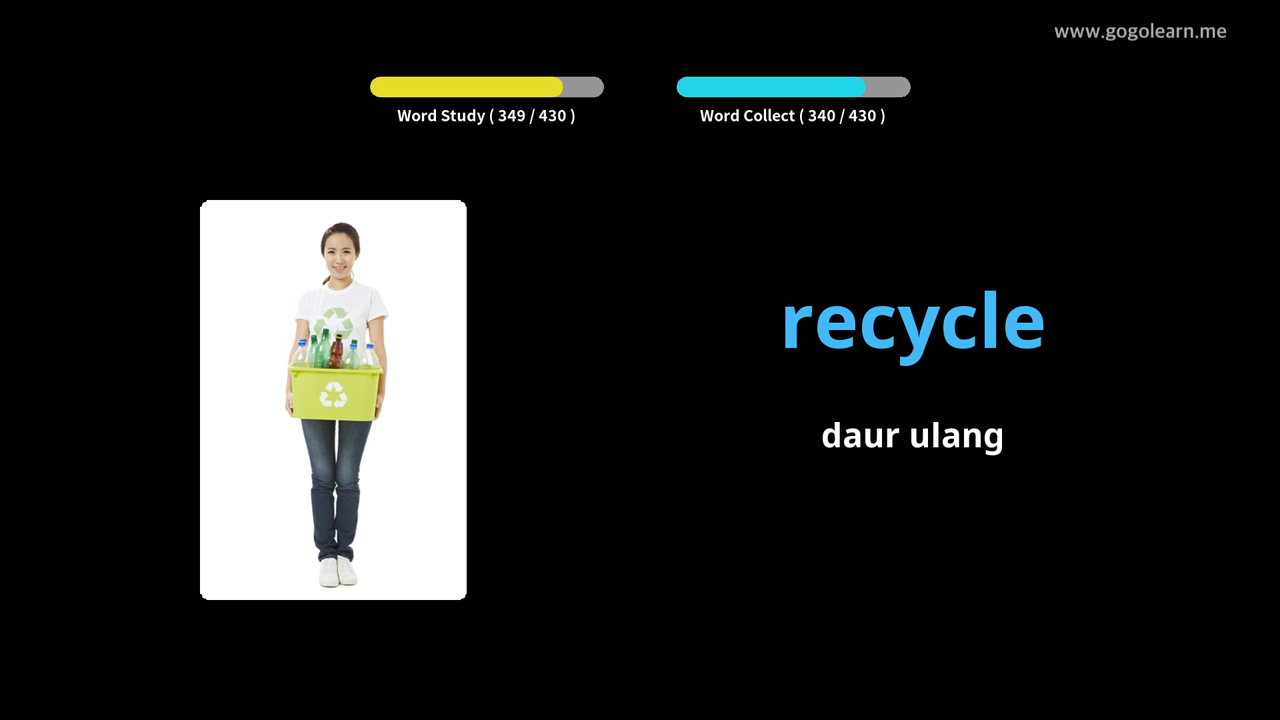 www.gogolearn.me
Word Study ( 349 / 430 )
Word Collect ( 340 / 430 )
recycle
daur ulang